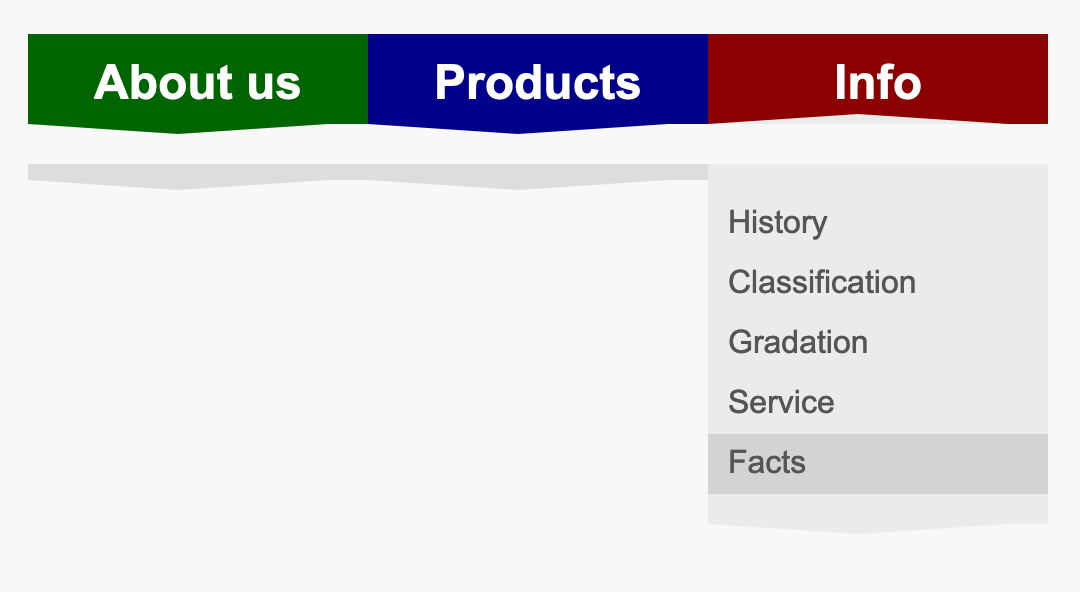 About us
Products
Info
History
Classification
Gradation
Service
Facts